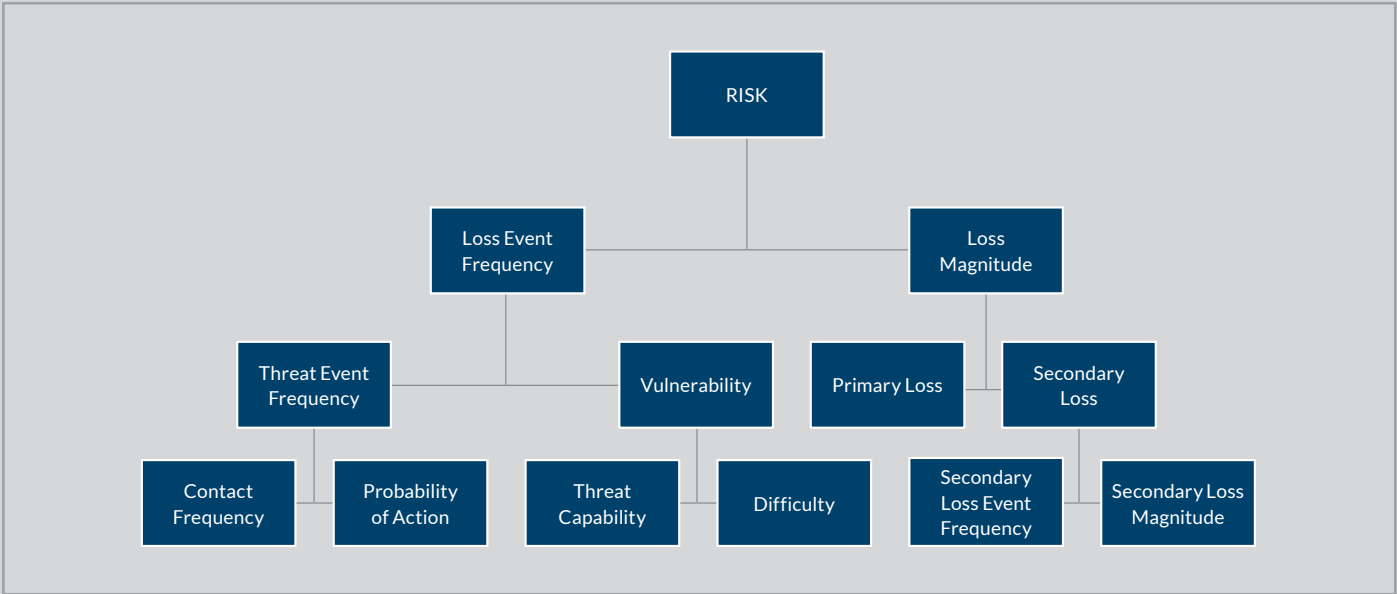 RISK
Loss Event
Frequency
Loss
Magnitude
Threat Event
Frequency
Vulnerability
Primary Loss
Secondary
Loss
Contact
Frequency
Probability
of Action
Threat
Capability
Difficulty
Secondary
Loss Event
Frequency
Secondary Loss
Magnitude